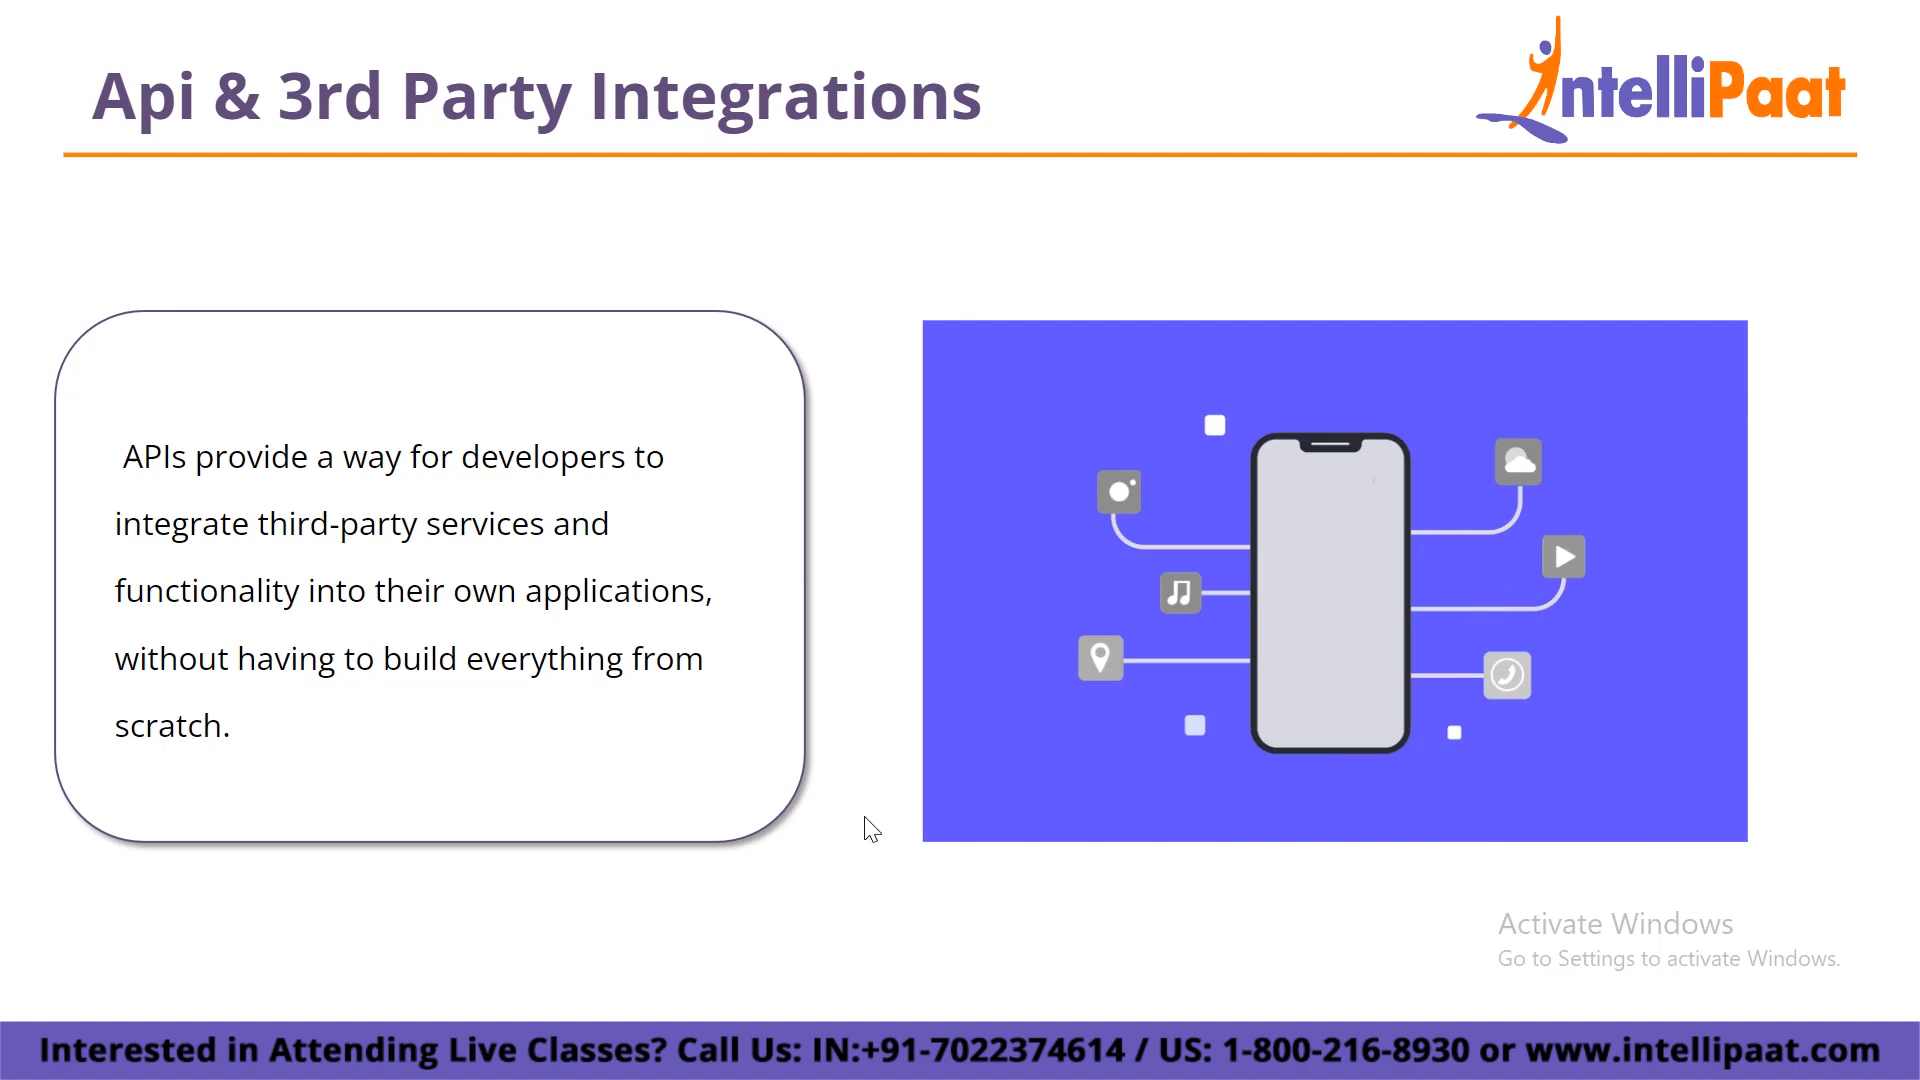 Api & 3rd Party Integrations
IntelliPaat
APIs provide a way for developers to
integrate third-party services and
functionality into their own applications,
without having to build everything from
scratch.
Activate Windows
Go to Settings to activate Windows.
Interested in Attending Live Classes? Call Us: IN:+91-7022374614 / US: 1-800-216-8930 or www.intellipaat.com